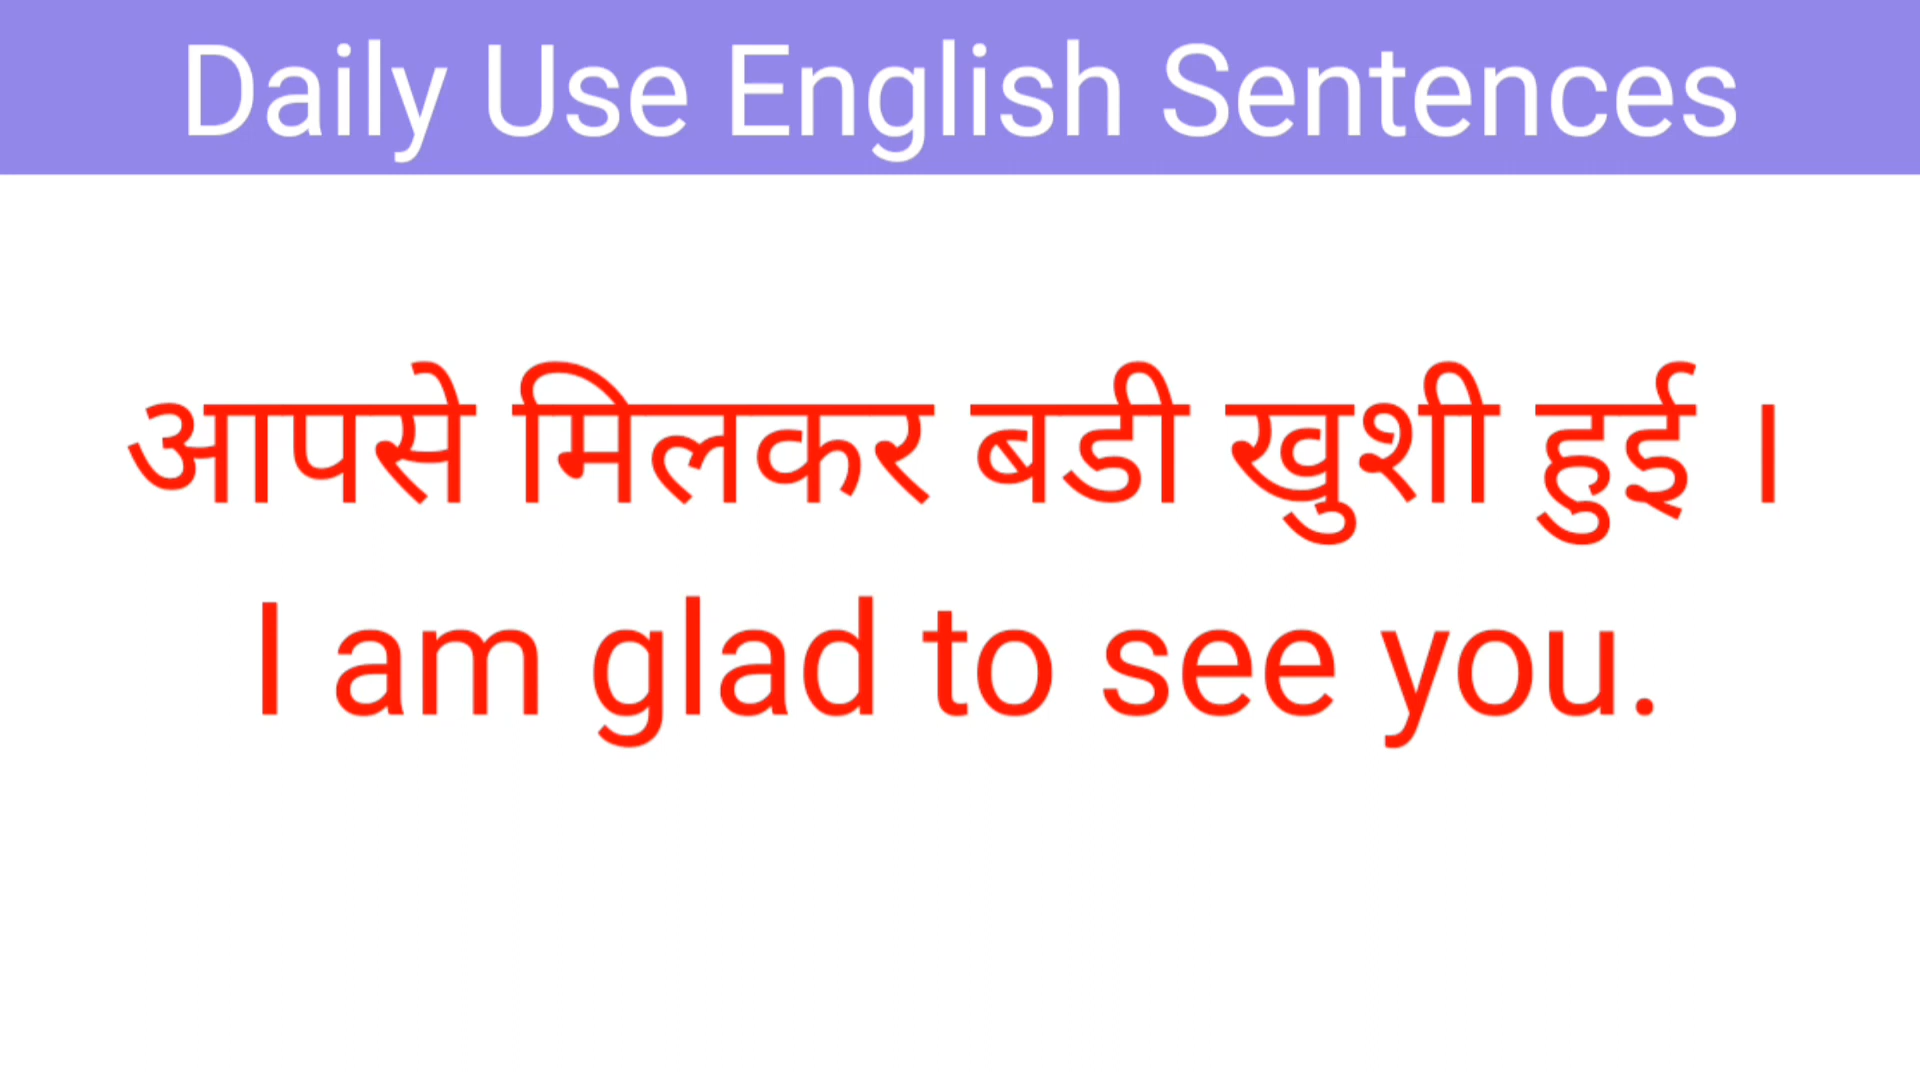 Daily Use English Sentences
आपसे मिलकर बडी खुशी हुई ।
I am glad to see you.